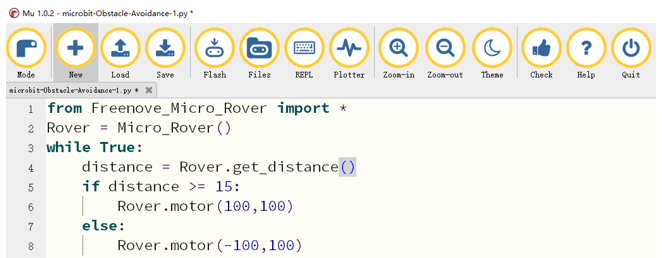 Mu 1.0.2 - microbit-Obstacle-Avoidance-1.py *
Mode New Load Save Flash Files REPL Plotter Zoom-in Zoom-out Theme Check Help Quit
microbit-Obstacle-Avoidance-1.py *
1 from Freenove_Micro_Rover import *
2 Rover = Micro_Rover()
3 while True:
4     distance = Rover.get_distance()
5     if distance >= 15:
6         Rover.motor(100,100)
7     else:
8         Rover.motor(-100,100)